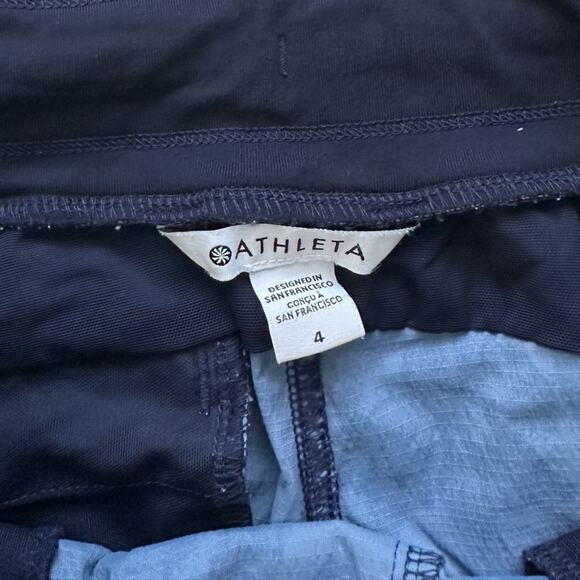 ATHLETA
DESIGNED IN
SAN FRANCISCO
CONÇU À
SAN FRANCISCO
4